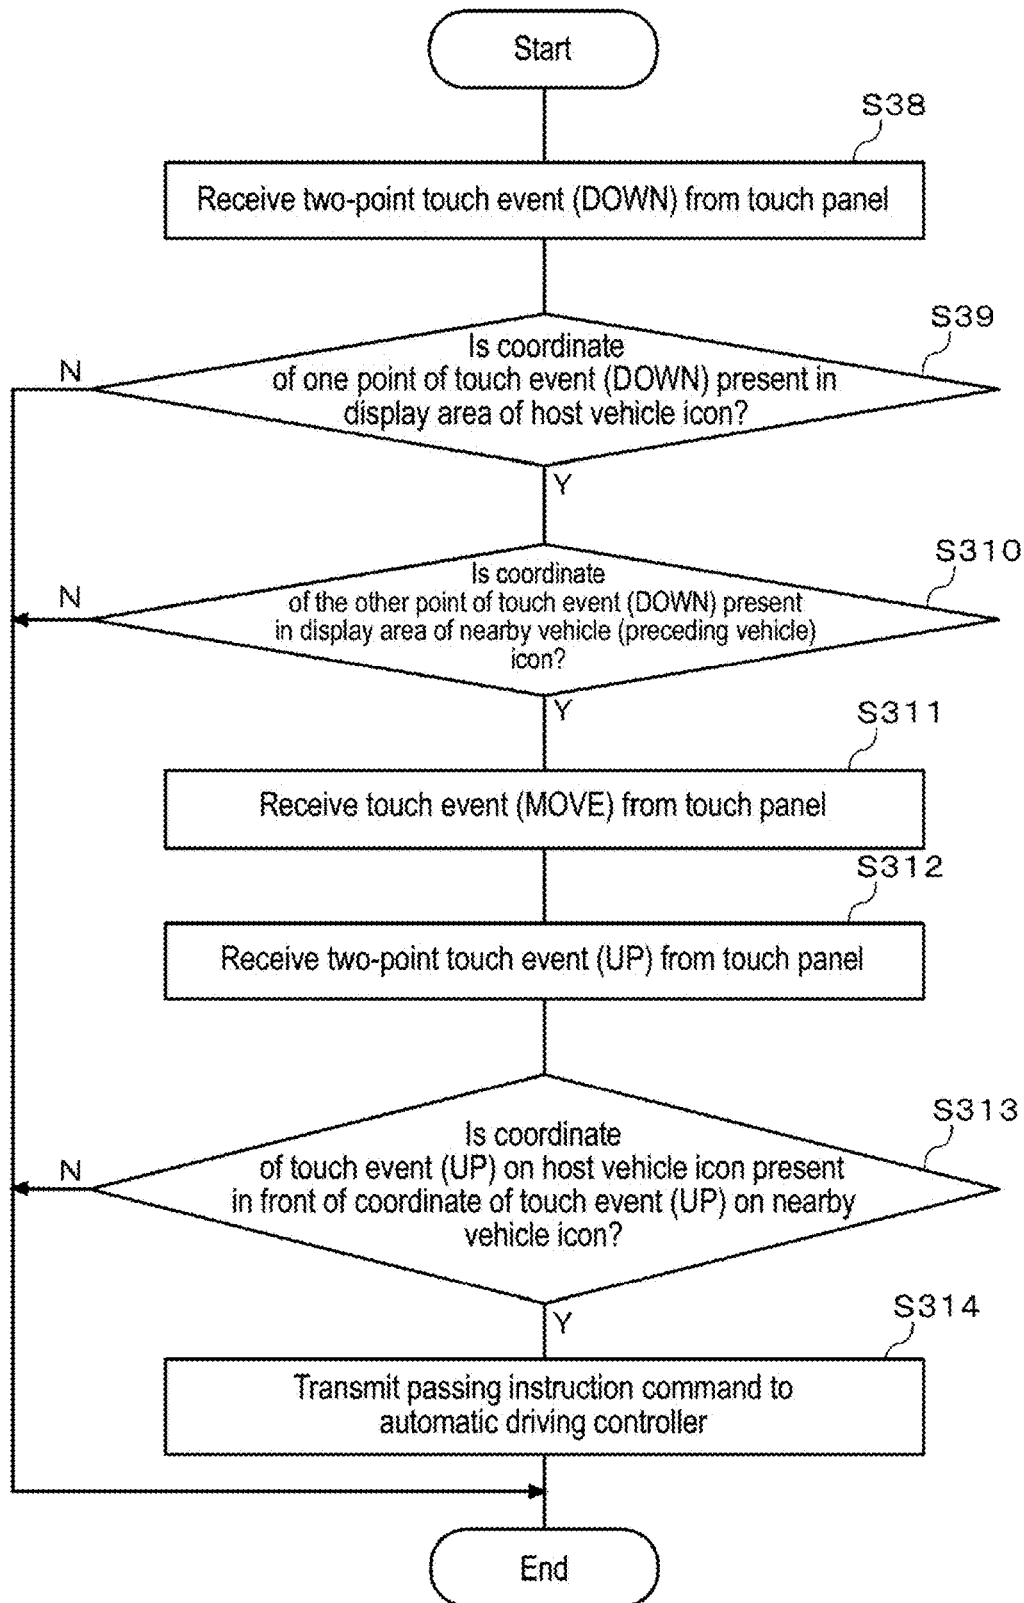 Start
S38
Receive two-point touch event (DOWN) from touch panel
S39
Is coordinate
of one point of touch event (DOWN) present in
display area of host vehicle icon?
N
Y
S310
Is coordinate
of the other point of touch event (DOWN) present
in display area of nearby vehicle (preceding vehicle)
icon?
N
Y
S311
Receive touch event (MOVE) from touch panel
S312
Receive two-point touch event (UP) from touch panel
S313
Is coordinate
of touch event (UP) on host vehicle icon present
in front of coordinate of touch event (UP) on nearby
vehicle icon?
N
Y
S314
Transmit passing instruction command to
automatic driving controller
End